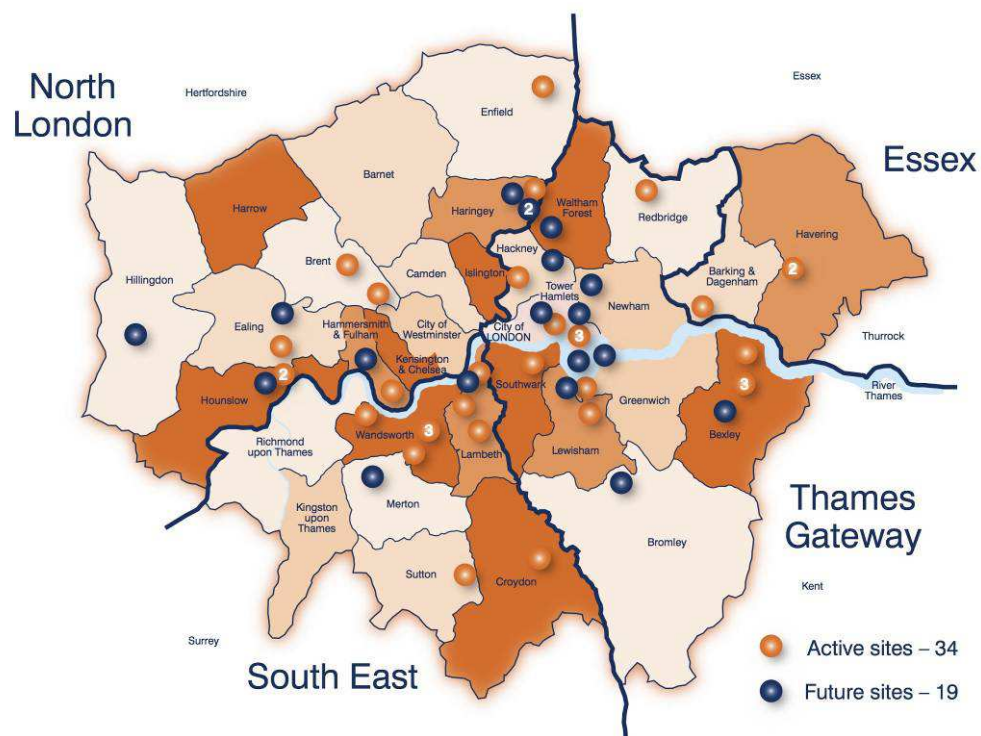 North
London
Hertfordshire
Essex
Enfield
Essex
Barnet
Harrow
Haringey
2
Waltham
Forest
Redbridge
Havering
Hackney
Hillingdon
Brent
Camden
Islington
Tower
Hamlets
Newham
Barking &
Dagenham
2
Ealing
Hammersmith
& Fulham
City of
Westminster
City of
LONDON
3
Thurrock
Kensington
& Chelsea
2
Hounslow
Southwark
Greenwich
3
River
Thames
Richmond
upon Thames
Wandsworth
3
Lambeth
Lewisham
Bexley
Kingston
upon
Thames
Merton
Bromley
Thames
Gateway
Sutton
Croydon
Kent
Surrey
South East
Active sites – 34
Future sites – 19